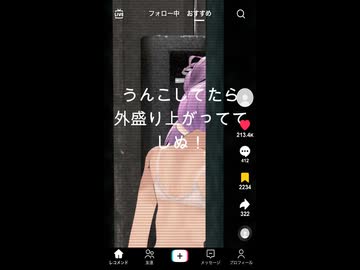 LIVE
フォロー中 おすすめ
うんこしてたら
外盛り上がってて
しぬ！
213.4K
412
2234
322
レコメンド 友達 メッセージ プロフィール